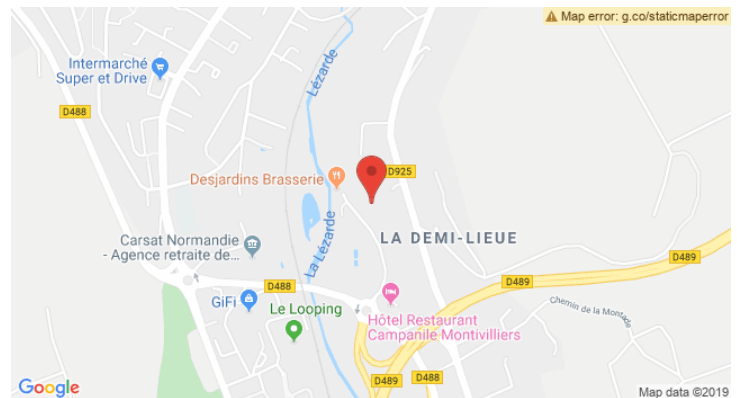 Map error: g.co/staticmaperror
Lézarde
Intermarché
Super et Drive
D488
D925
Desjardins Brasserie
LA DEMI-LIEUE
Carsat Normandie
- Agence retraite de...
La Lézarde
D489
D488
D489
GiFi
Chemin de la Montade
Le Looping
Hôtel Restaurant
Campanile Montivilliers
D489
D488
Google
Map data ©2019